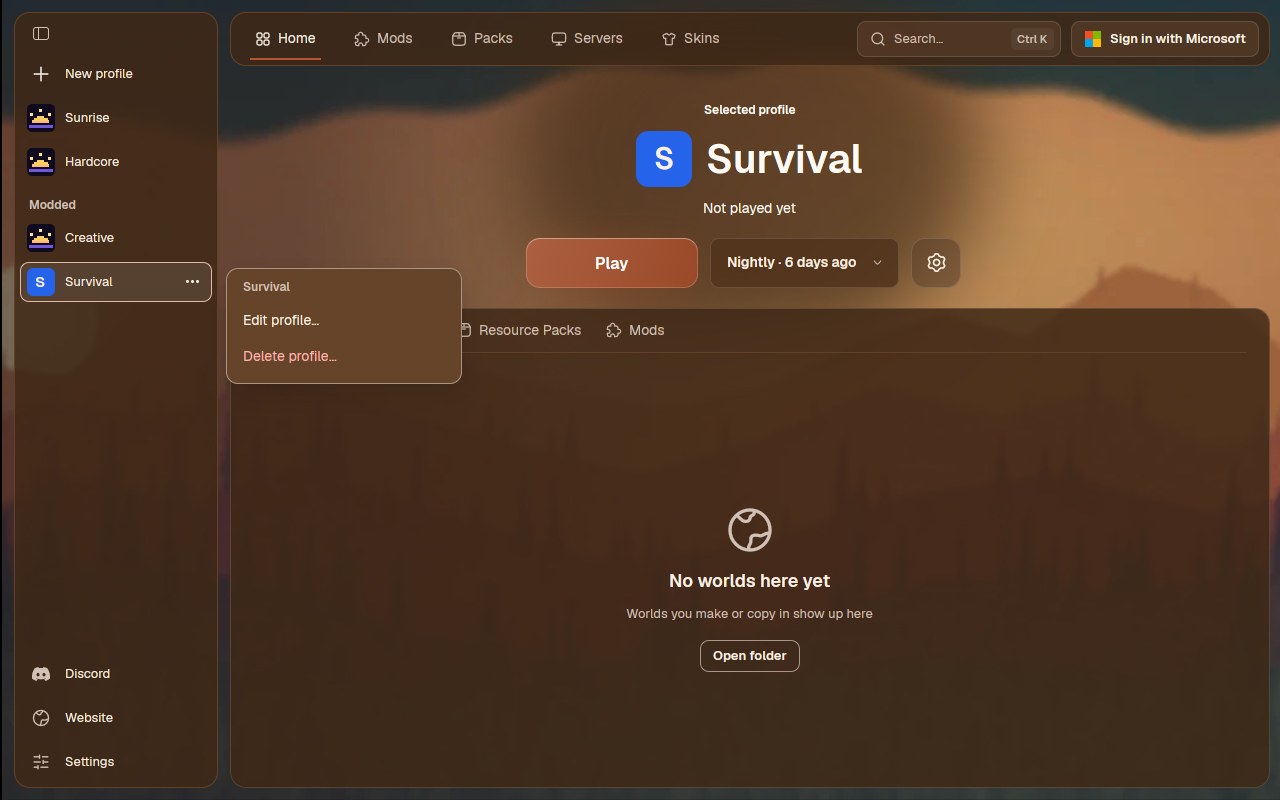 New profile
Sunrise
Hardcore
Modded
Creative
S Survival
Discord
Website
Settings
Home Mods Packs Servers Skins Search… Ctrl K Sign in with Microsoft
Selected profile
S Survival
Not played yet
Play Nightly · 6 days ago
Survival
Edit profile…
Delete profile…
Resource Packs Mods
No worlds here yet
Worlds you make or copy in show up here
Open folder